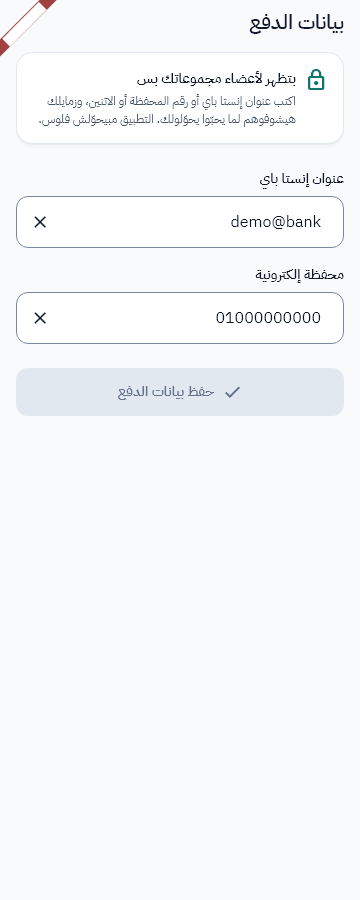 بيانات الدفع
بتظهر لأعضاء مجموعاتك بس
اكتب عنوان إنستا باي أو رقم المحفظة أو الاتنين، وزمايلك
هيشوفوهم لما يحبّوا يحوّلولك. التطبيق مبيحوّلش فلوس.
عنوان إنستا باي
demo@bank
محفظة إلكترونية
01000000000
حفظ بيانات الدفع